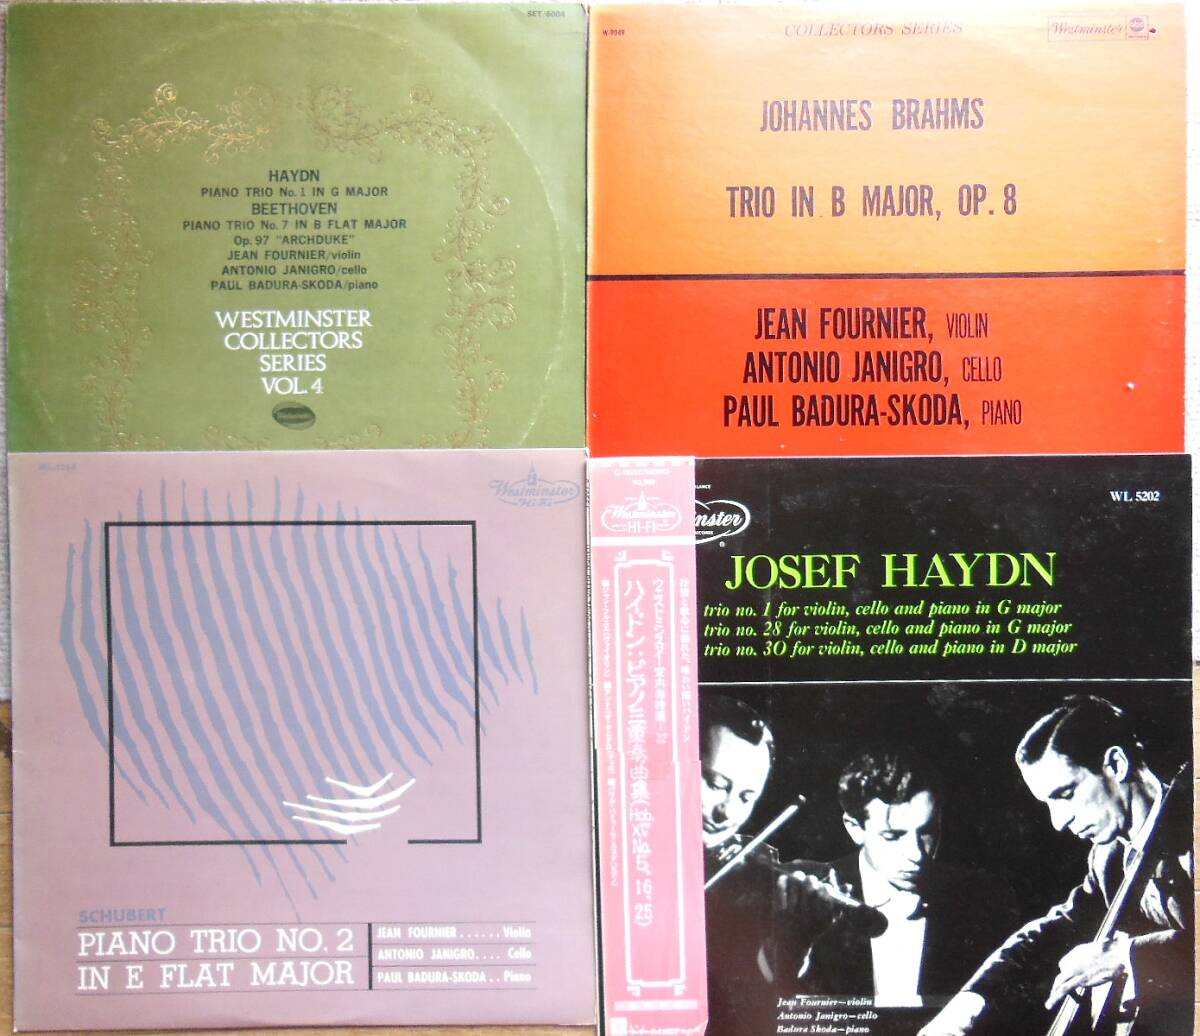 SET/6004
HAYDN
PIANO TRIO No. 1 IN G MAJOR
BEETHOVEN
PIANO TRIO No. 7 IN B FLAT MAJOR
Op. 97 "ARCHDUKE"
JEAN FOURNIER/violin
ANTONIO JANIGRO/cello
PAUL BADURA-SKODA/piano
WESTMINSTER
COLLECTORS
SERIES
VOL. 4
COLLECTORS SERIES
Westminster
JOHANNES BRAHMS
TRIO IN B MAJOR, OP. 8
JEAN FOURNIER, VIOLIN
ANTONIO JANIGRO, CELLO
PAUL BADURA-SKODA, PIANO
Westminster
Hi-Fi
SCHUBERT
PIANO TRIO NO. 2
IN E FLAT MAJOR
JEAN FOURNIER ...... Violin
ANTONIO JANIGRO .... Cello
PAUL BADURA-SKODA .. Piano
Westminster
HI-FI
ハイドン:ピアノ三重奏曲集(Hob. XV No. 5、16、25)
WL 5202
JOSEF HAYDN
trio no. 1 for violin, cello and piano in G major
trio no. 28 for violin, cello and piano in G major
trio no. 30 for violin, cello and piano in D major
Jean Fournier—violin
Antonio Janigro—cello
Badura Skoda—piano